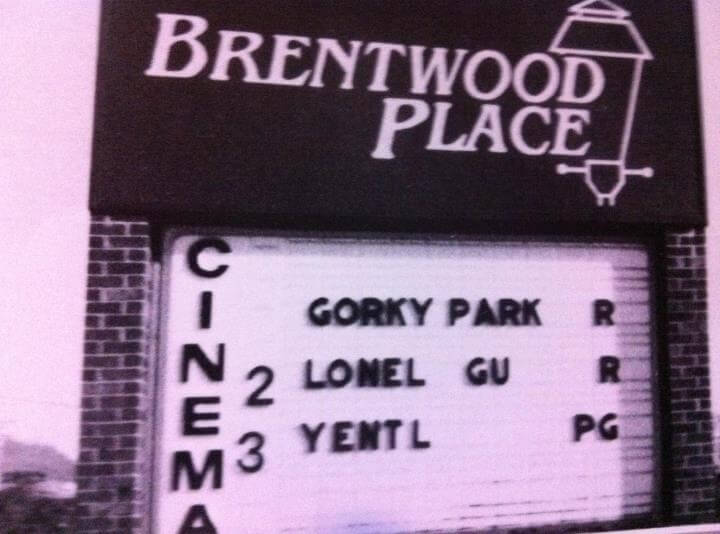 BRENTWOOD
PLACE
CINEMA
GORKY PARK R
2 LONEL GU R
3 YENTL PG